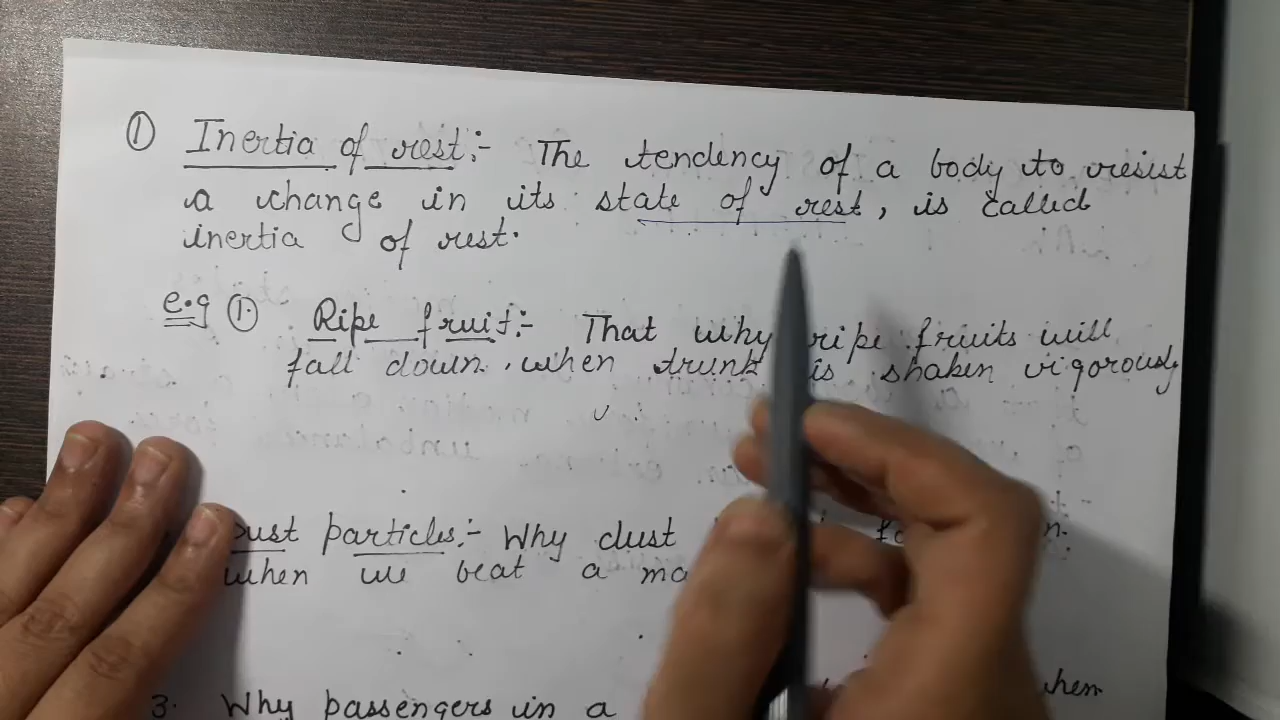 ① Inertia of rest:- The tendency of a body to resist
a change in its state of rest, is called
inertia of rest.
e.g ①. Ripe fruit:- That why ripe fruits will
fall down when trunk is shaken vigorously
Dust particles:- Why dust
when we beat a
3. Why passengers in a when